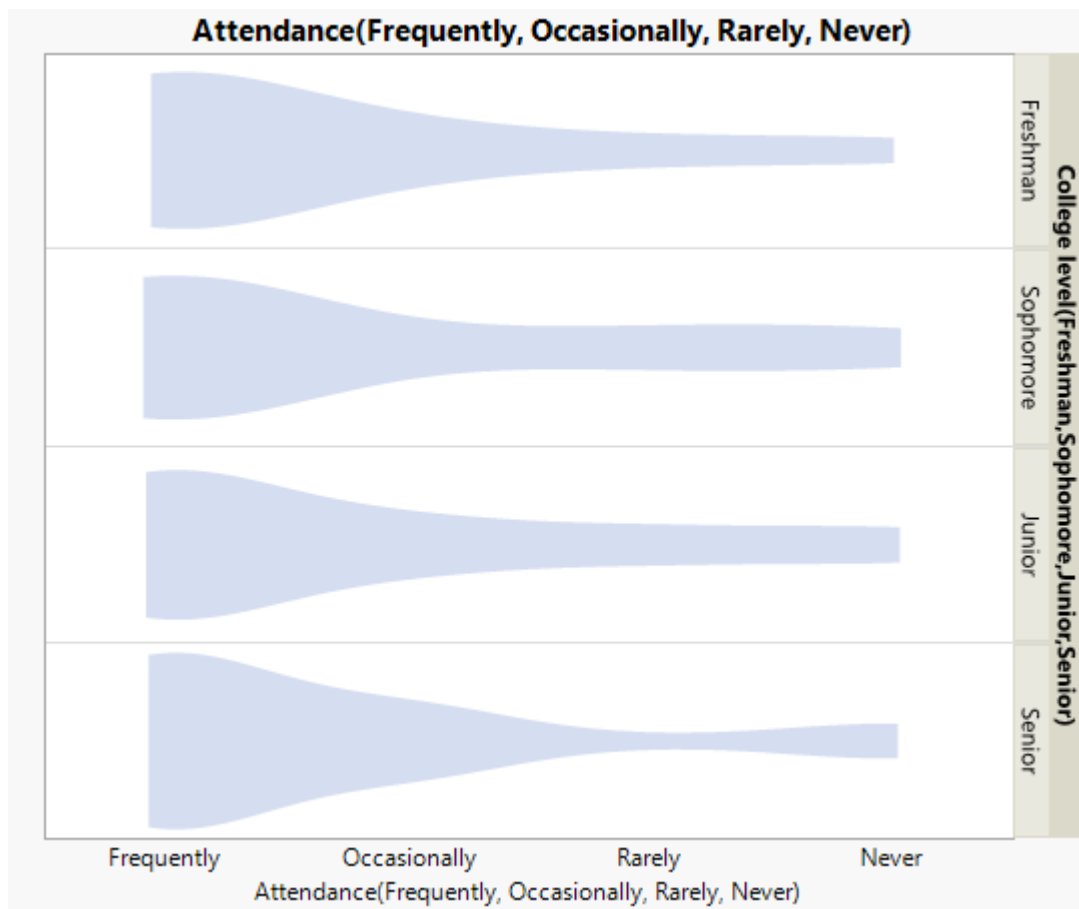 Attendance(Frequently, Occasionally, Rarely, Never)
Freshman
Sophomore
Junior
Senior
College level(Freshman,Sophomore,Junior,Senior)
Frequently Occasionally Rarely Never
Attendance(Frequently, Occasionally, Rarely, Never)